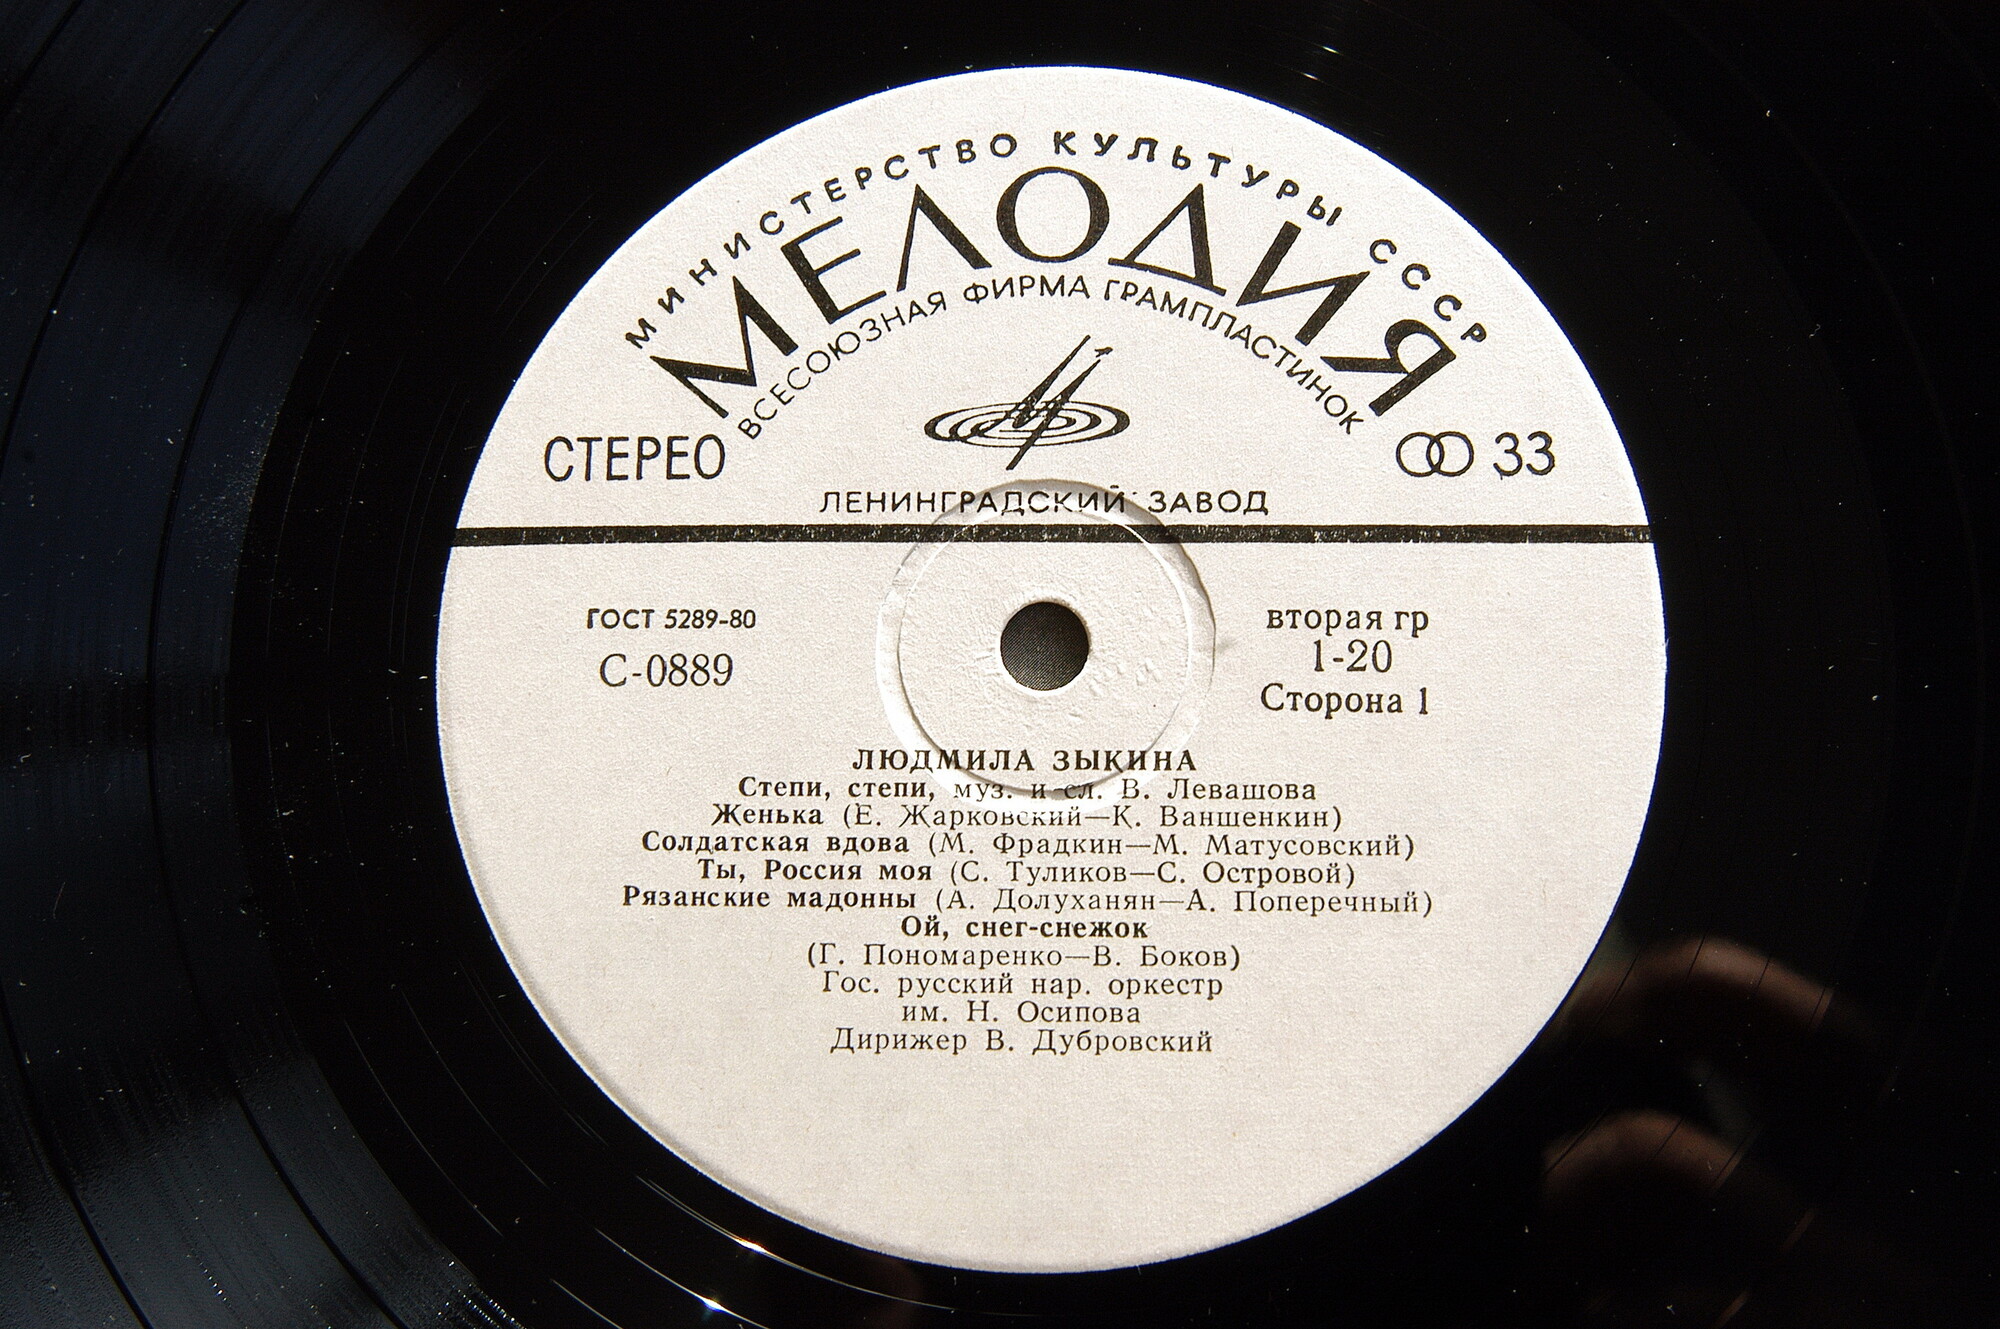 МИНИСТЕРСТВО КУЛЬТУРЫ СССР
МЕЛОДИЯ
ВСЕСОЮЗНАЯ ФИРМА ГРАМПЛАСТИНОК
СТЕРЕО
33
ЛЕНИНГРАДСКИЙ ЗАВОД
ГОСТ 5289-80
С-0889
вторая гр
1-20
Сторона 1
ЛЮДМИЛА ЗЫКИНА
Степи, степи, муз. и сл. В. Левашова
Женька (Е. Жарковский—К. Ваншенкин)
Солдатская вдова (М. Фрадкин—М. Матусовский)
Ты, Россия моя (С. Туликов—С. Островой)
Рязанские мадонны (А. Долуханян—А. Поперечный)
Ой, снег-снежок
(Г. Пономаренко—В. Боков)
Гос. русский нар. оркестр
им. Н. Осипова
Дирижер В. Дубровский